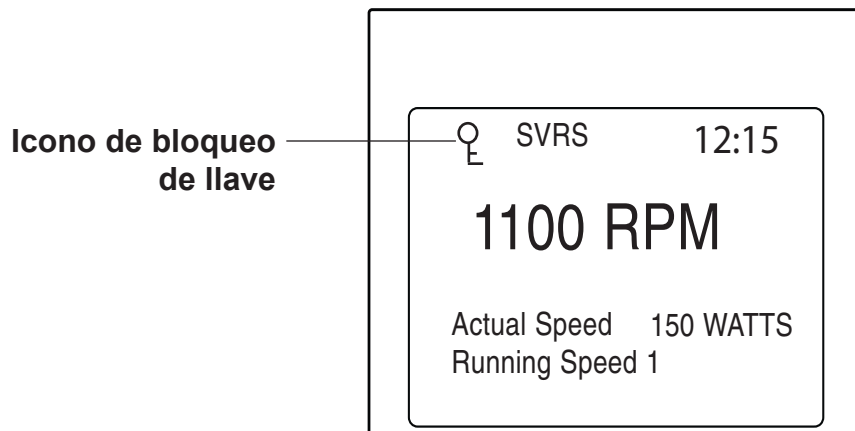 Icono de bloqueo
de llave
SVRS 12:15
1100 RPM
Actual Speed 150 WATTS
Running Speed 1